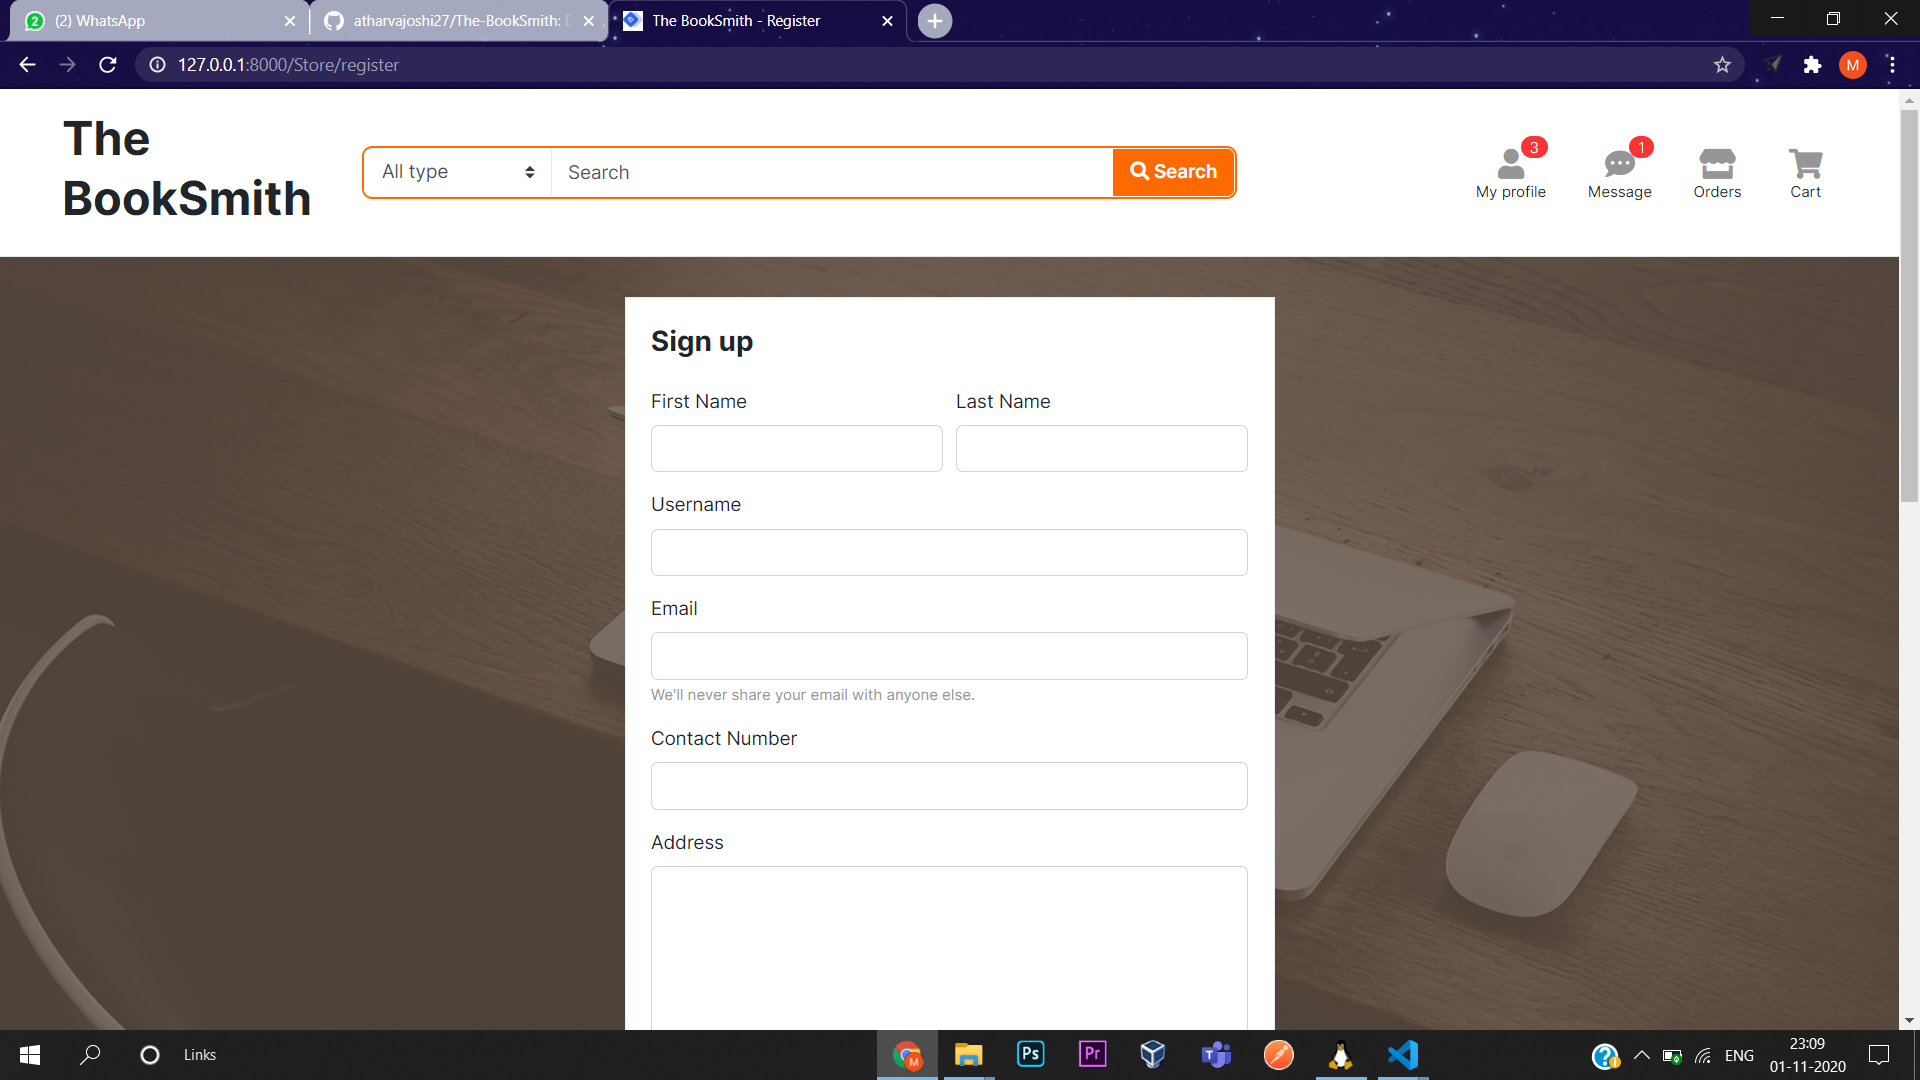 (2) WhatsApp
atharvajoshi27/The-BookSmith:
The BookSmith - Register
127.0.0.1:8000/Store/register
M
The
BookSmith
All type
Search
Search
3
My profile
1
Message
Orders
Cart
Sign up
First Name
Last Name
Username
Email
We'll never share your email with anyone else.
Contact Number
Address
Links
M
Ps
Pr
T
ENG
23:09
01-11-2020